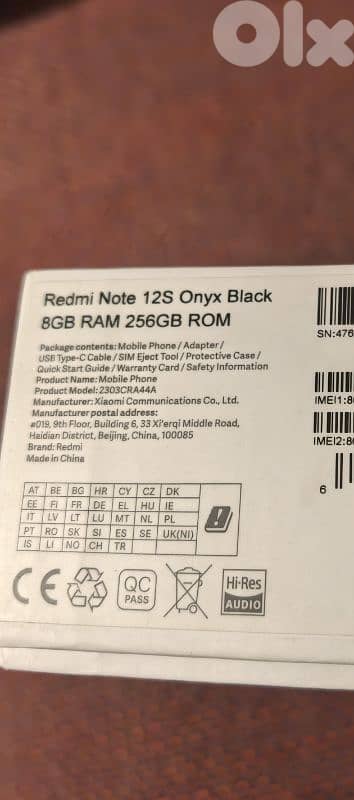 OLX
Redmi Note 12S Onyx Black
8GB RAM 256GB ROM
Package contents: Mobile Phone / Adapter /
USB Type-C Cable / SIM Eject Tool / Protective Case /
Quick Start Guide / Warranty Card / Safety Information
Product Name: Mobile Phone
Product Model: 2303CRA44A
Manufacturer: Xiaomi Communications Co., Ltd.
Manufacturer postal address:
#019, 9th Floor, Building 6, 33 Xi'erqi Middle Road,
Haidian District, Beijing, China, 100085
Brand: Redmi
Made in China
SN:476
IMEI1:8
IMEI2:8
6
AT BE BG HR CY CZ DK
EE FI FR DE EL HU IE
IT LV LT LU MT NL PL
PT RO SK SI ES SE UK(NI)
IS LI NO CH TR
CE
QC
PASS
Hi-Res
AUDIO